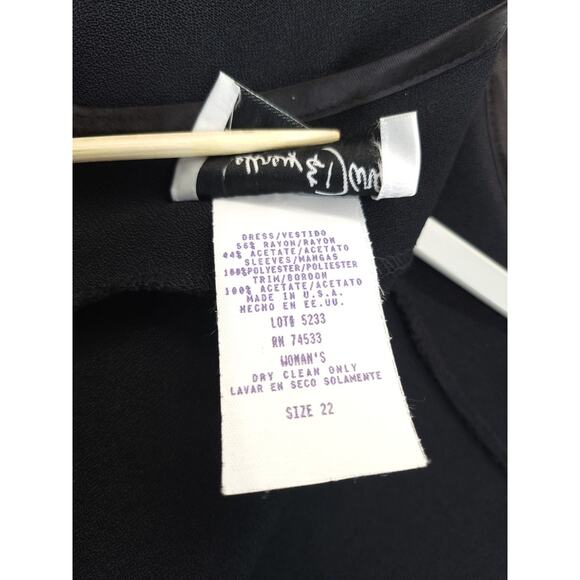 DRESS/VESTIDO
56% RAYON/RAYON
44% ACETATE/ACETATO
SLEEVES/MANGAS
100%POLYESTER/POLIESTER
TRIM/BORDON
100% ACETATE/ACETATO
MADE IN U.S.A.
HECHO EN EE.UU.
LOT# 5233
RN 74533
WOMAN'S
DRY CLEAN ONLY
LAVAR EN SECO SOLAMENTE
SIZE 22